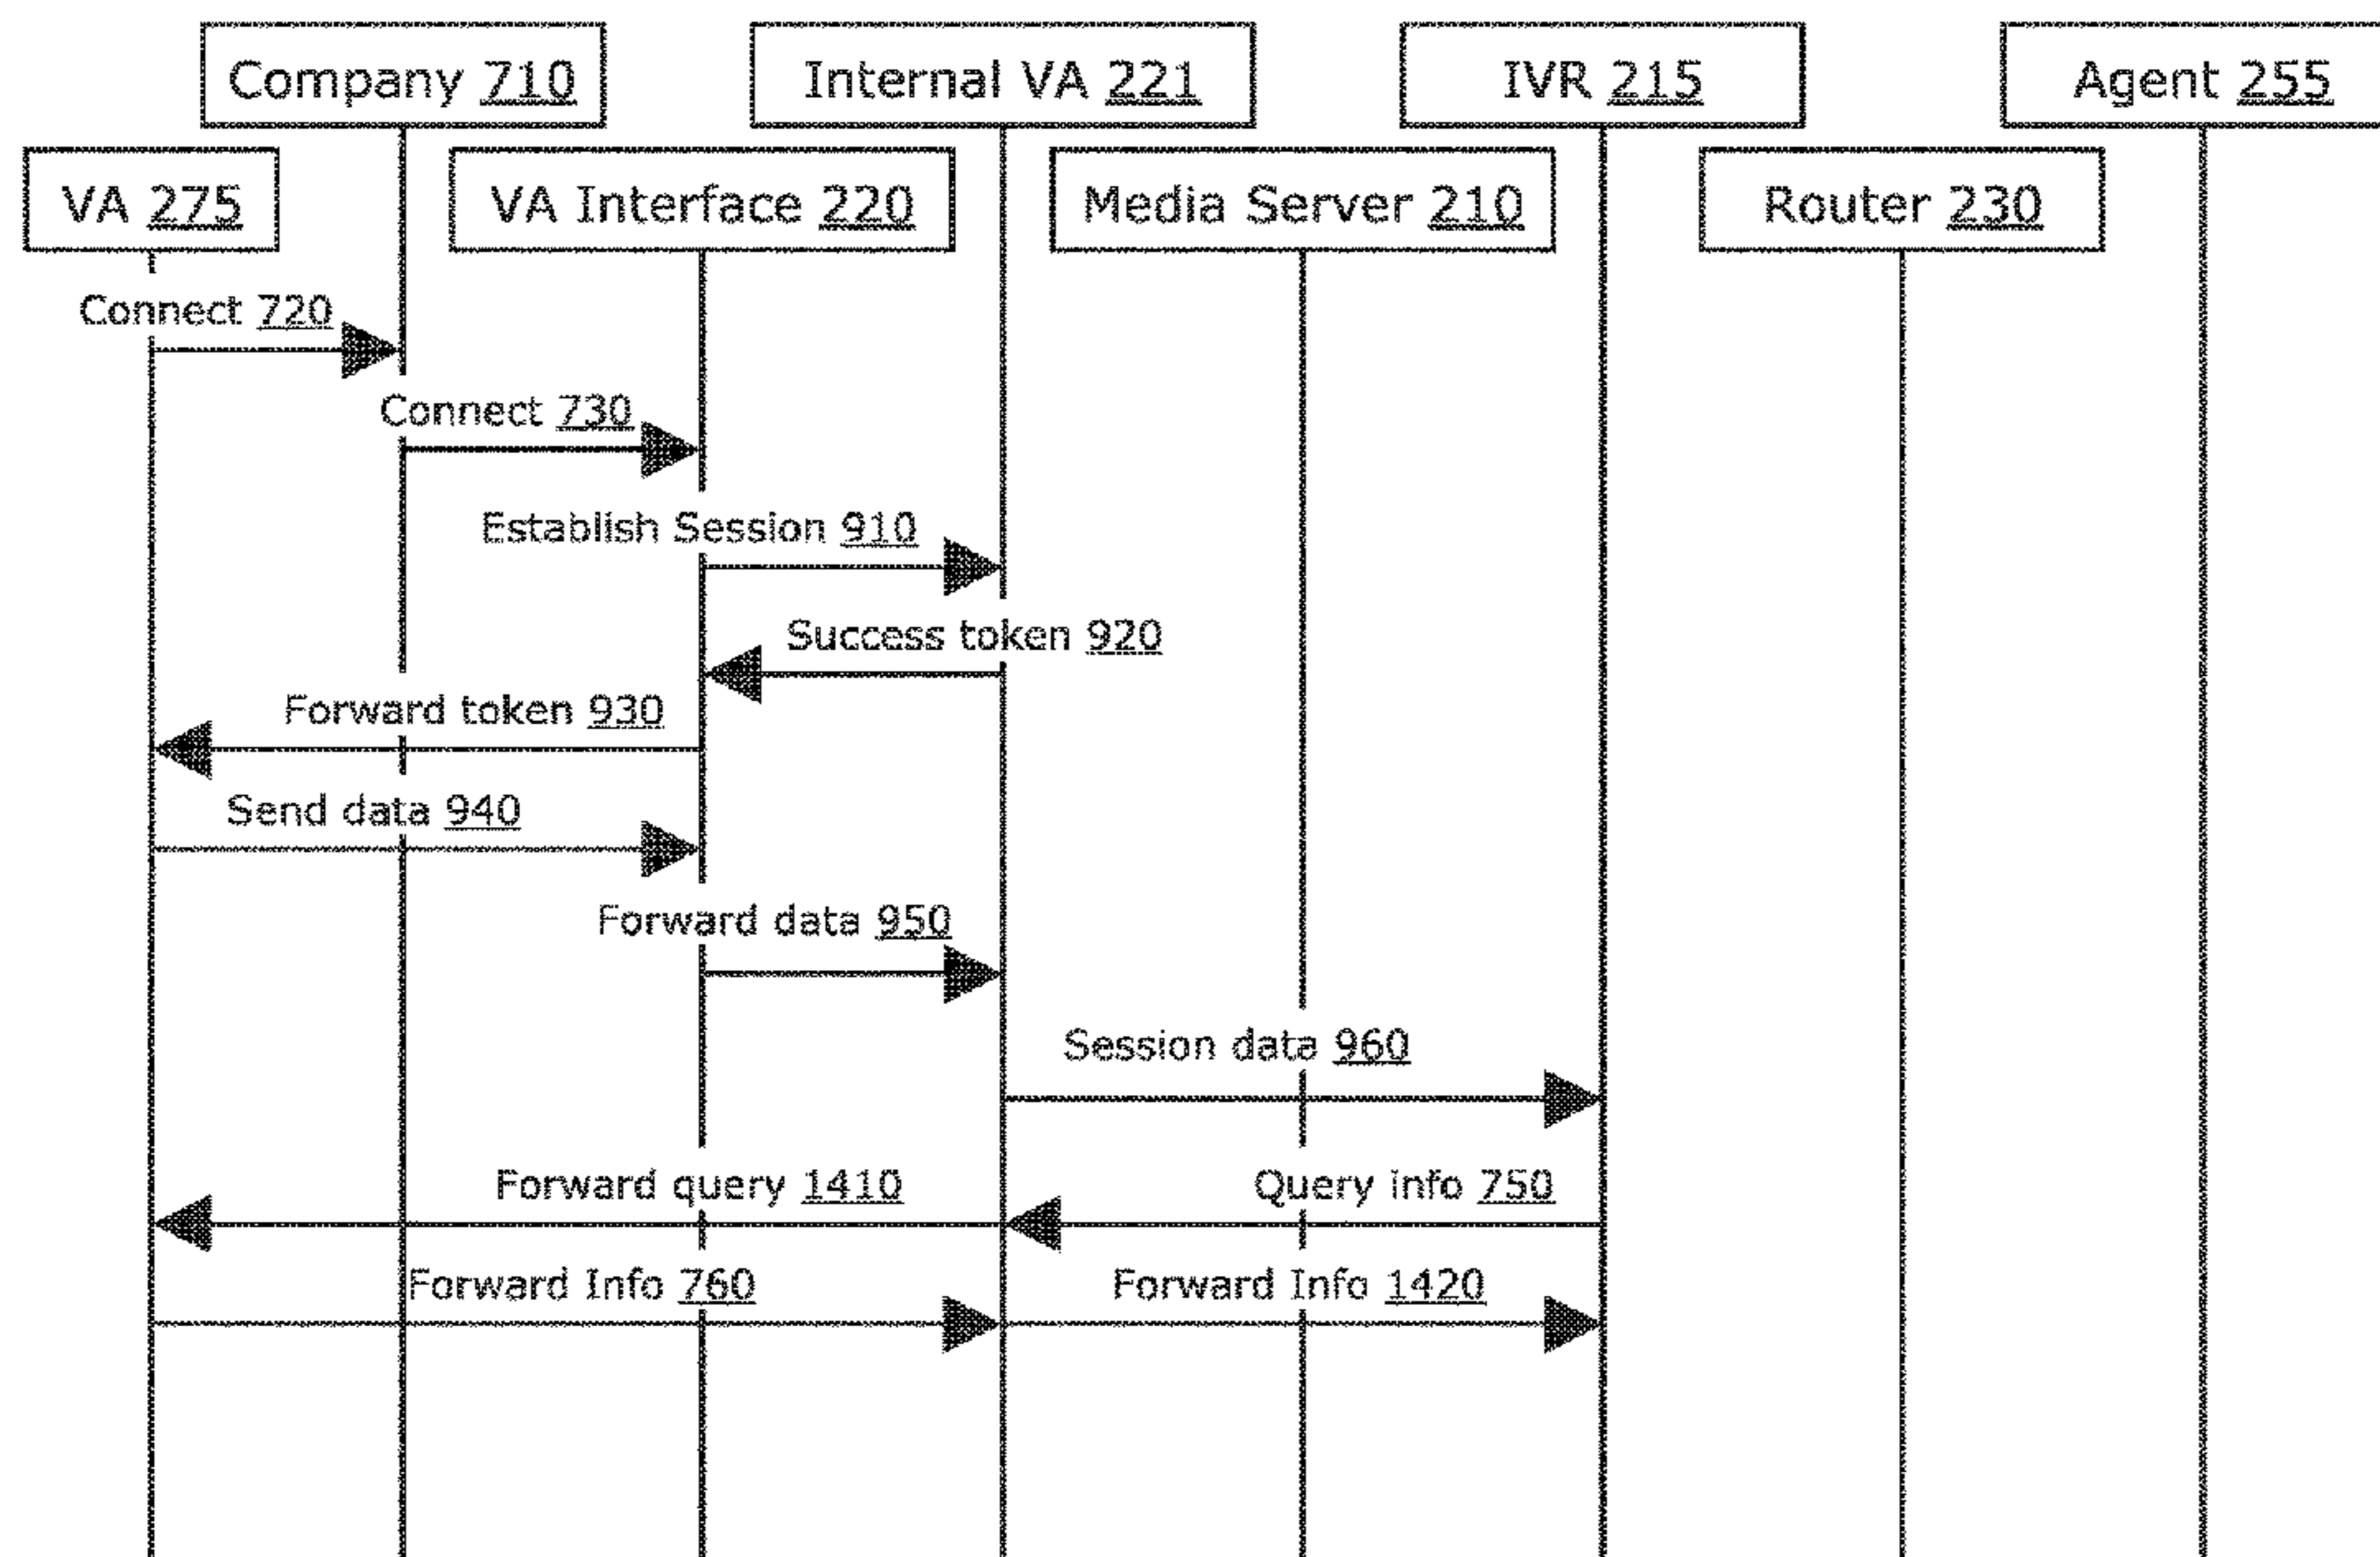 Company 710
Internal VA 221
IVR 215
Agent 255
VA 275
VA Interface 220
Media Server 210
Router 230
Connect 720
Connect 730
Establish Session 910
Success token 920
Forward token 930
Send data 940
Forward data 950
Session data 960
Forward query 1410
Query info 750
Forward Info 760
Forward Info 1420